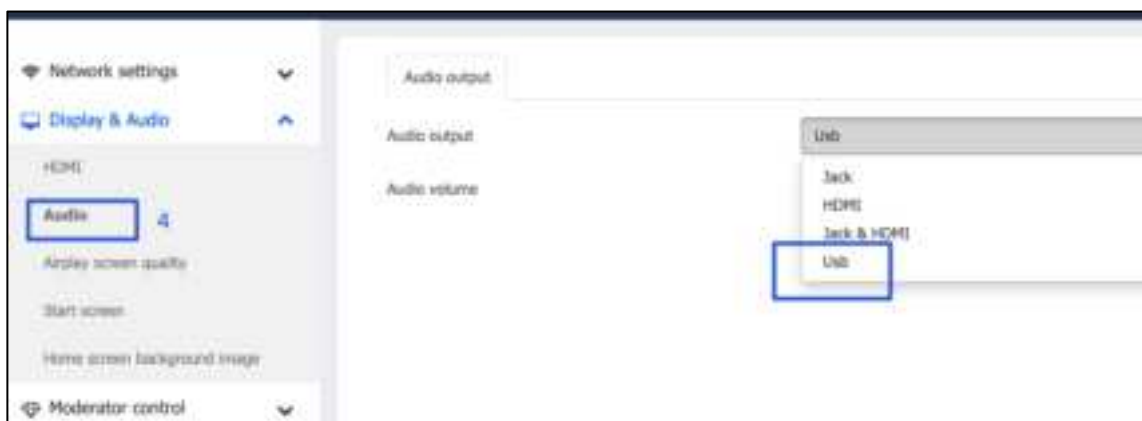 Network settings
Display & Audio
HDMI
Audio
4
Airplay screen quality
Start screen
Home screen background image
Moderator control
Audio output
Audio output
Usb
Audio volume
Jack
HDMI
Jack & HDMI
Usb